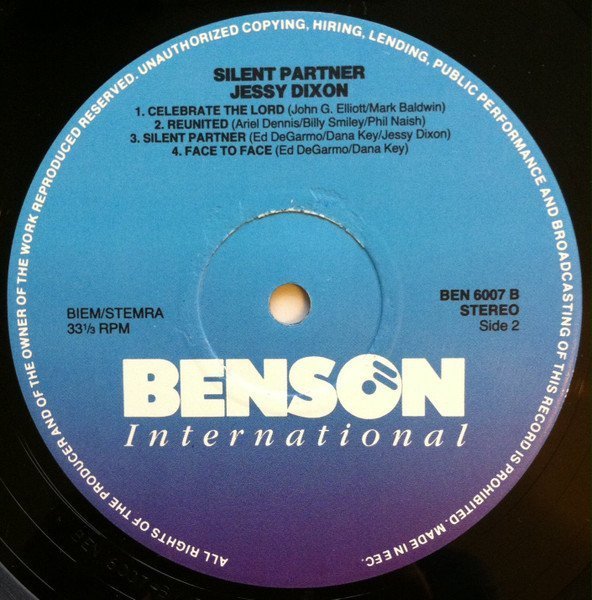 ALL RIGHTS OF THE PRODUCER AND OF THE OWNER OF THE WORK REPRODUCED RESERVED. UNAUTHORIZED COPYING, HIRING, LENDING, PUBLIC PERFORMANCE AND BROADCASTING OF THIS RECORD IS PROHIBITED. MADE IN EEC.
SILENT PARTNER
JESSY DIXON
1. CELEBRATE THE LORD (John G. Elliott/Mark Baldwin)
2. REUNITED (Ariel Dennis/Billy Smiley/Phil Naish)
3. SILENT PARTNER (Ed DeGarmo/Dana Key/Jessy Dixon)
4. FACE TO FACE (Ed DeGarmo/Dana Key)
BIEM/STEMRA
33 1/3 RPM
BEN 6007 B
STEREO
Side 2
BENSON
International